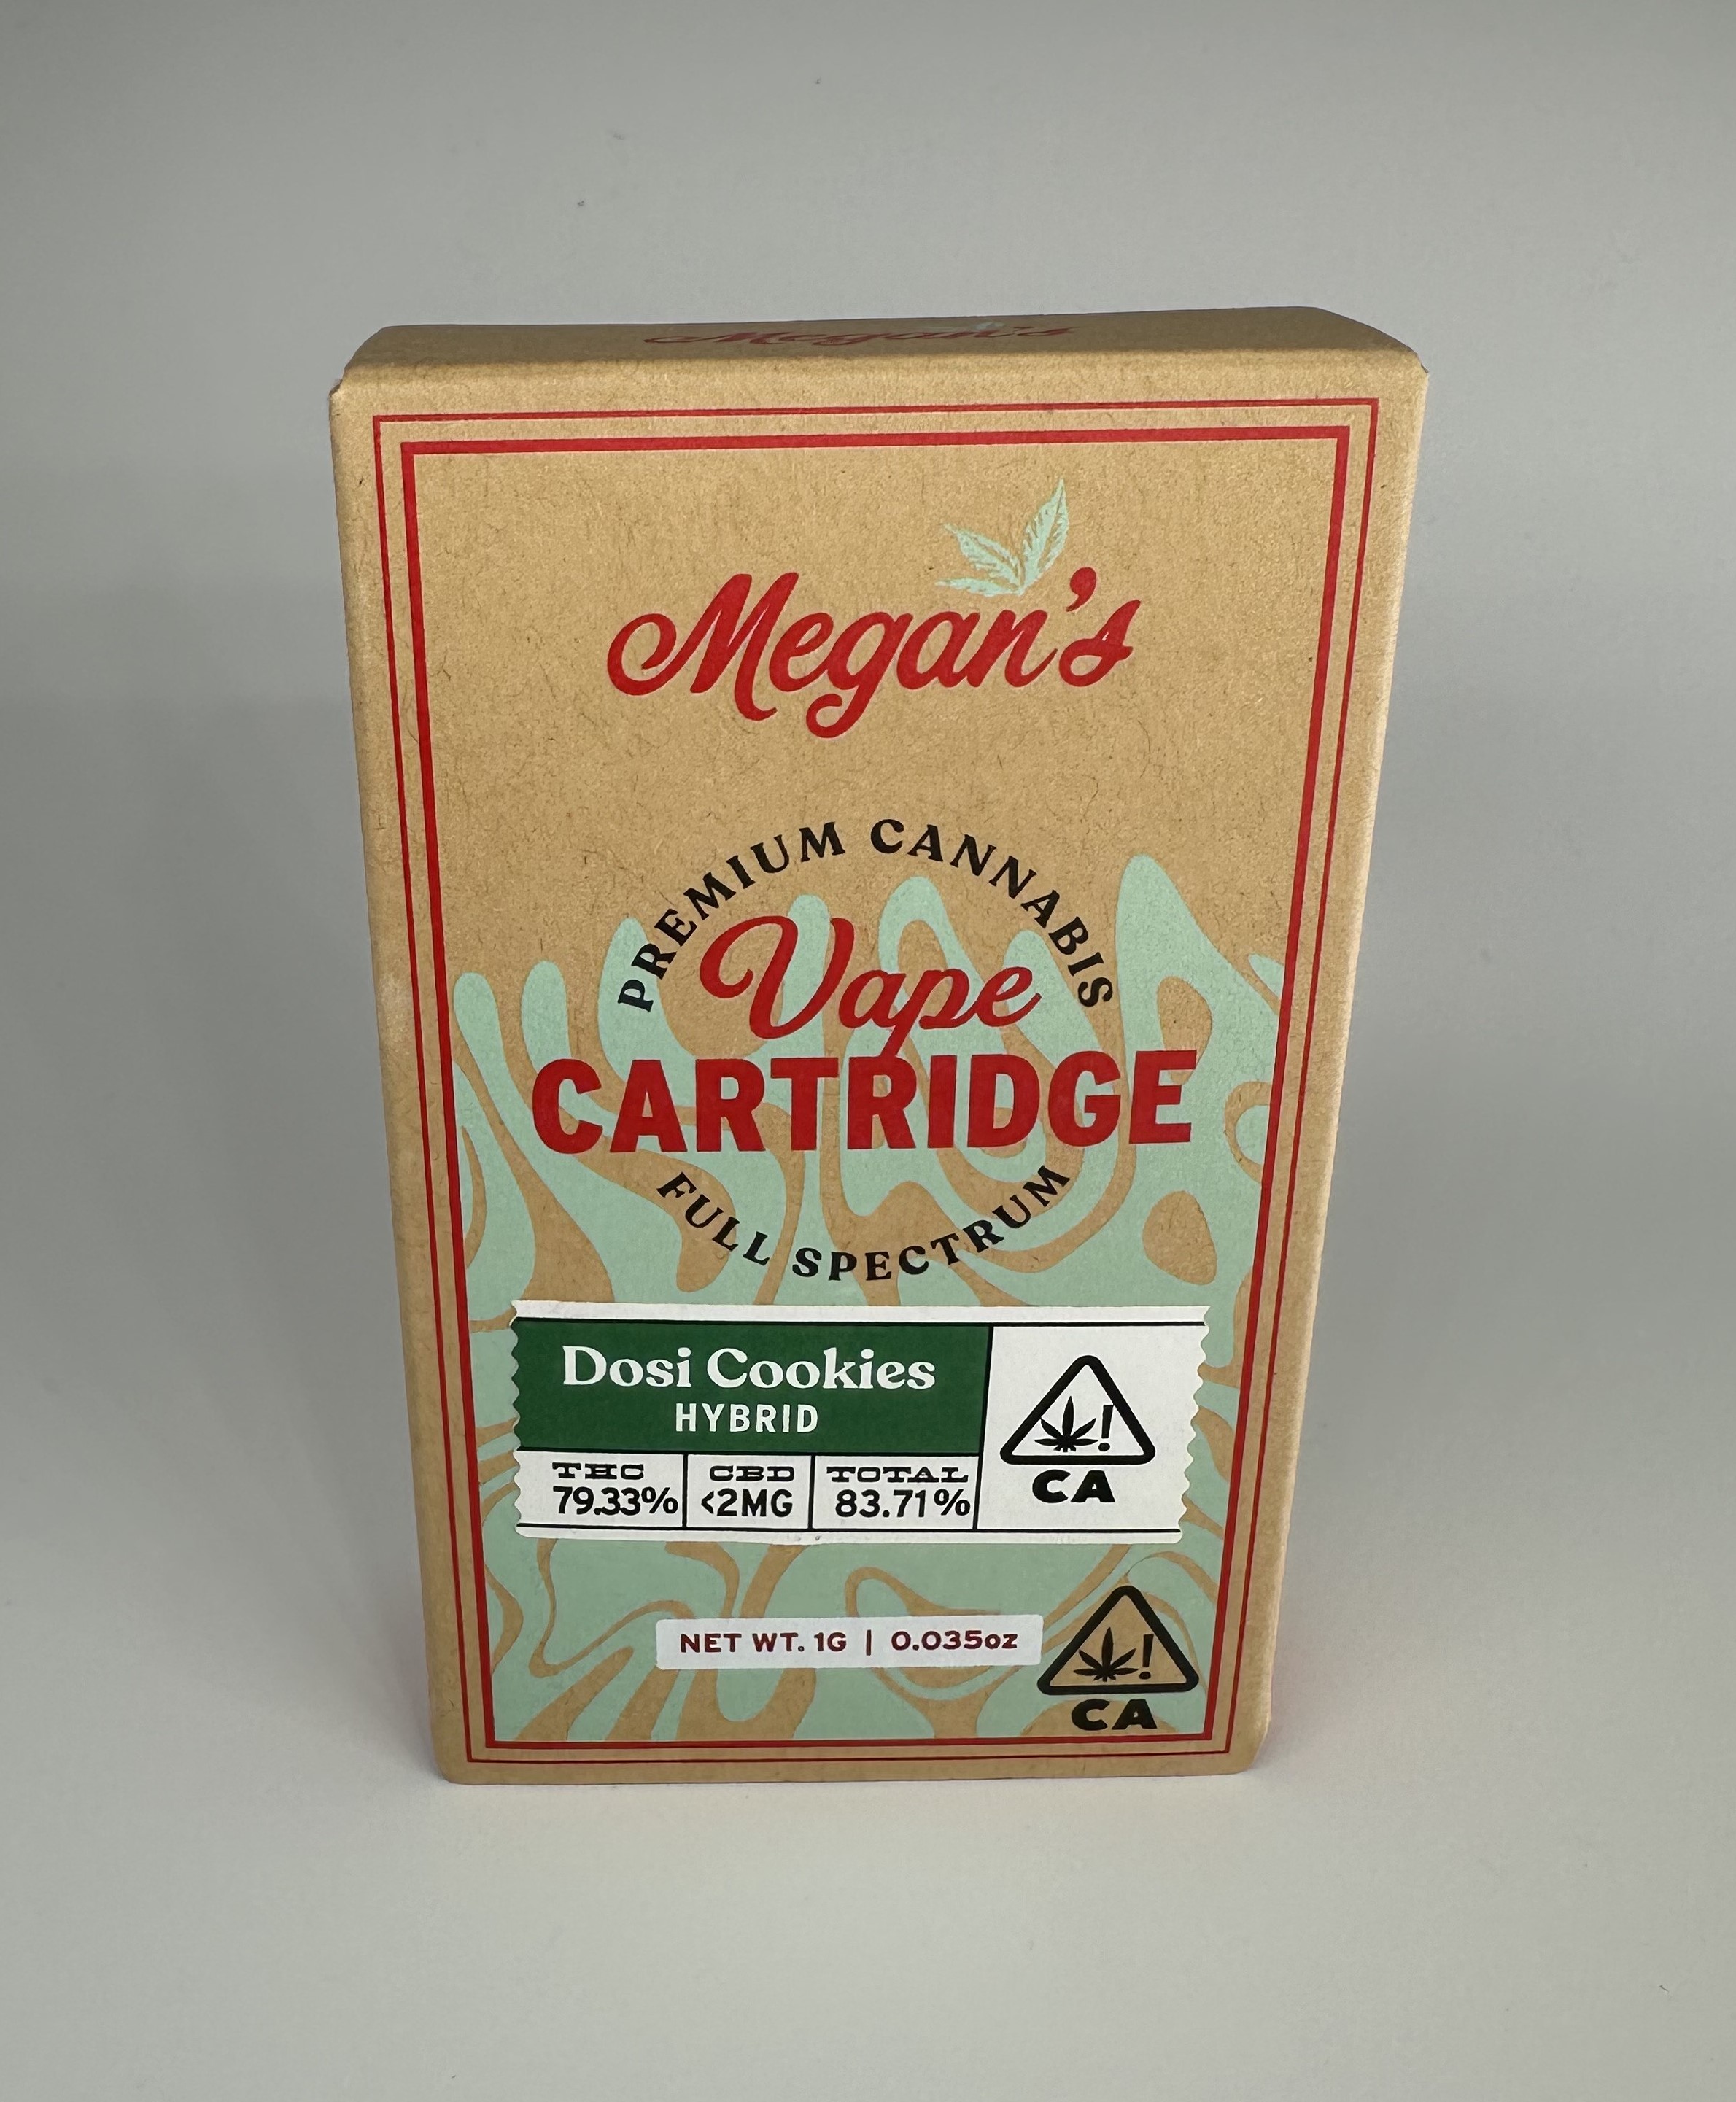 Megan's
Megan's
PREMIUM CANNABIS
Vape
CARTRIDGE
FULL SPECTRUM
Dosi Cookies
HYBRID
THC CBD TOTAL
79.33% <2MG 83.71%
!
CA
NET WT. 1G | 0.035oz
!
CA